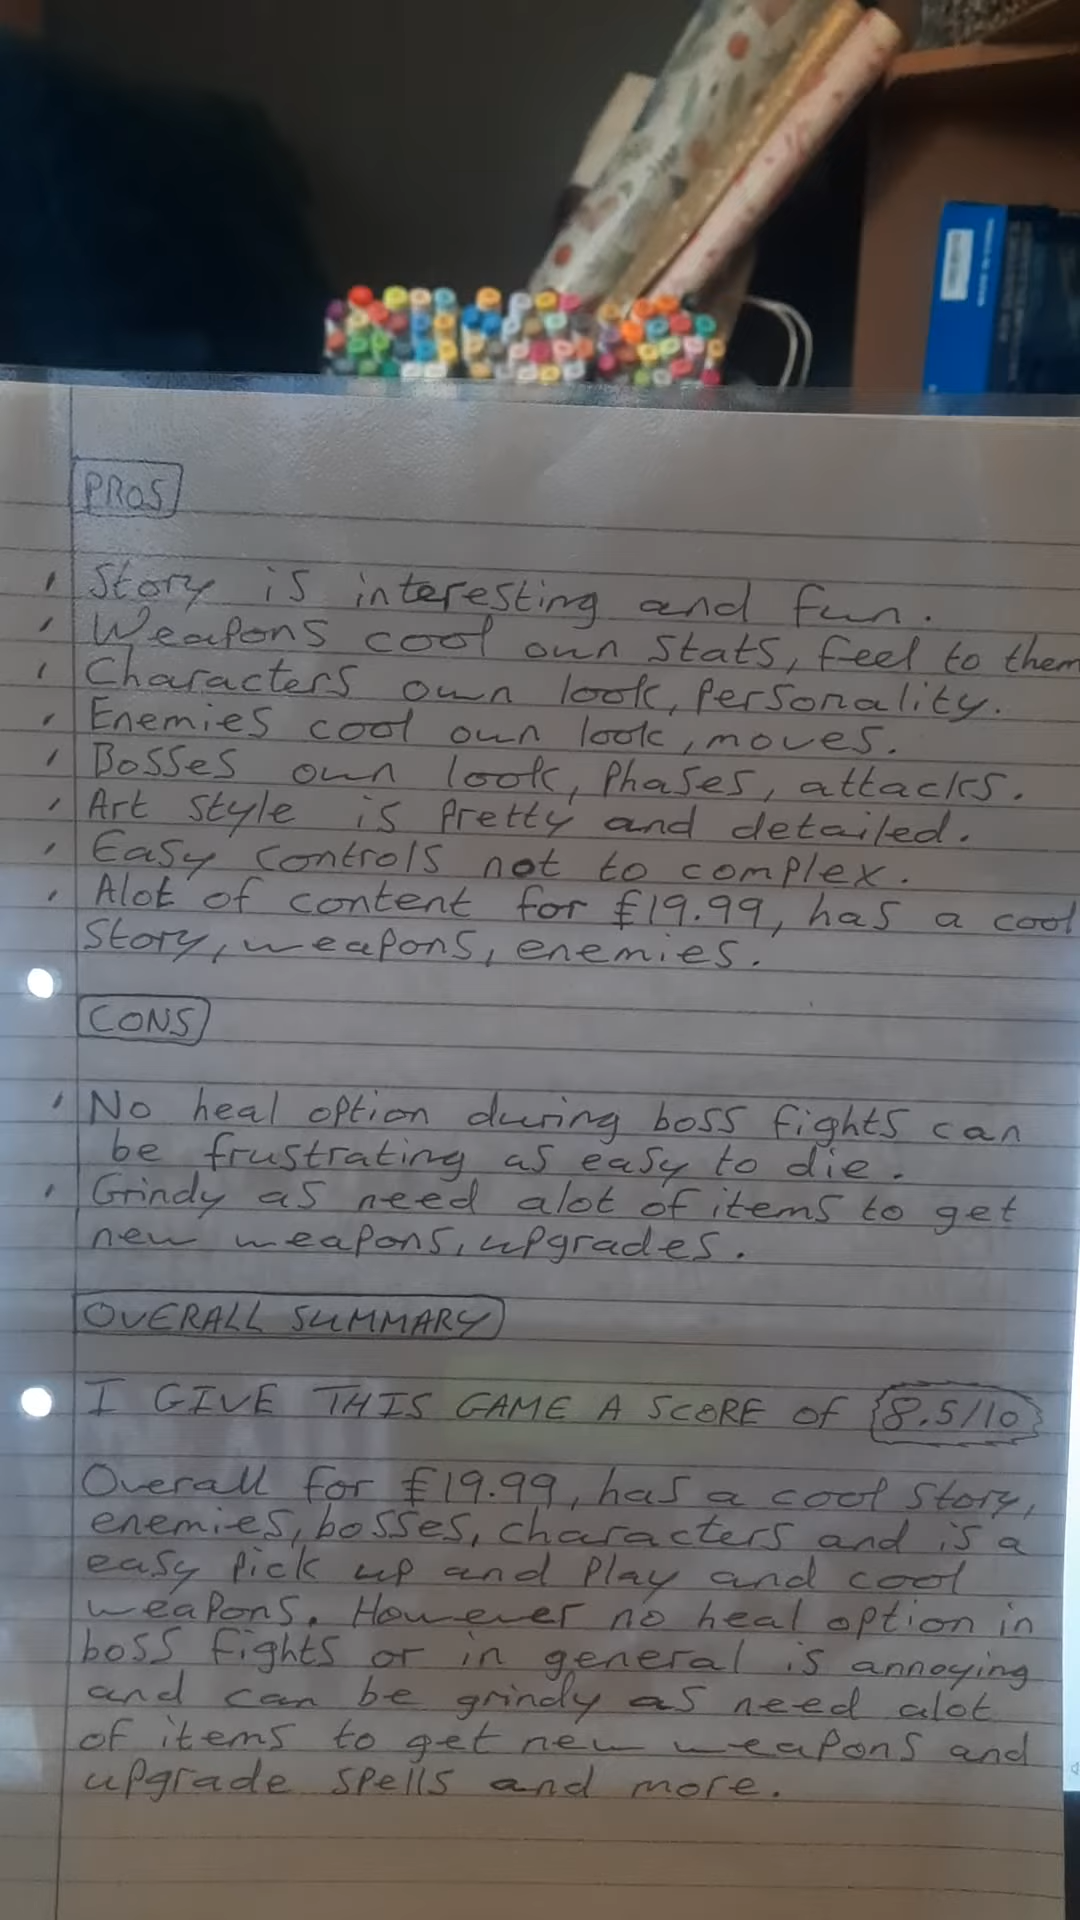 PROS
Story is interesting and fun.
Weapons cool own stats, feel to them
Characters own look, personality.
Enemies cool own look, moves.
Bosses own look, phases, attacks.
Art style is pretty and detailed.
Easy controls not to complex.
Alot of content for £19.99, has a cool
story, weapons, enemies.
CONS
No heal option during boss fights can
be frustrating as easy to die.
Grindy as need alot of items to get
new weapons, upgrades.
OVERALL SUMMARY
I GIVE THIS GAME A SCORE OF 8.5/10
Overall for £19.99, has a cool story,
enemies, bosses, characters and is a
easy pick up and play and cool
weapons. However no heal option in
boss fights or in general is annoying
and can be grindy as need alot
of items to get new weapons and
upgrade spells and more.